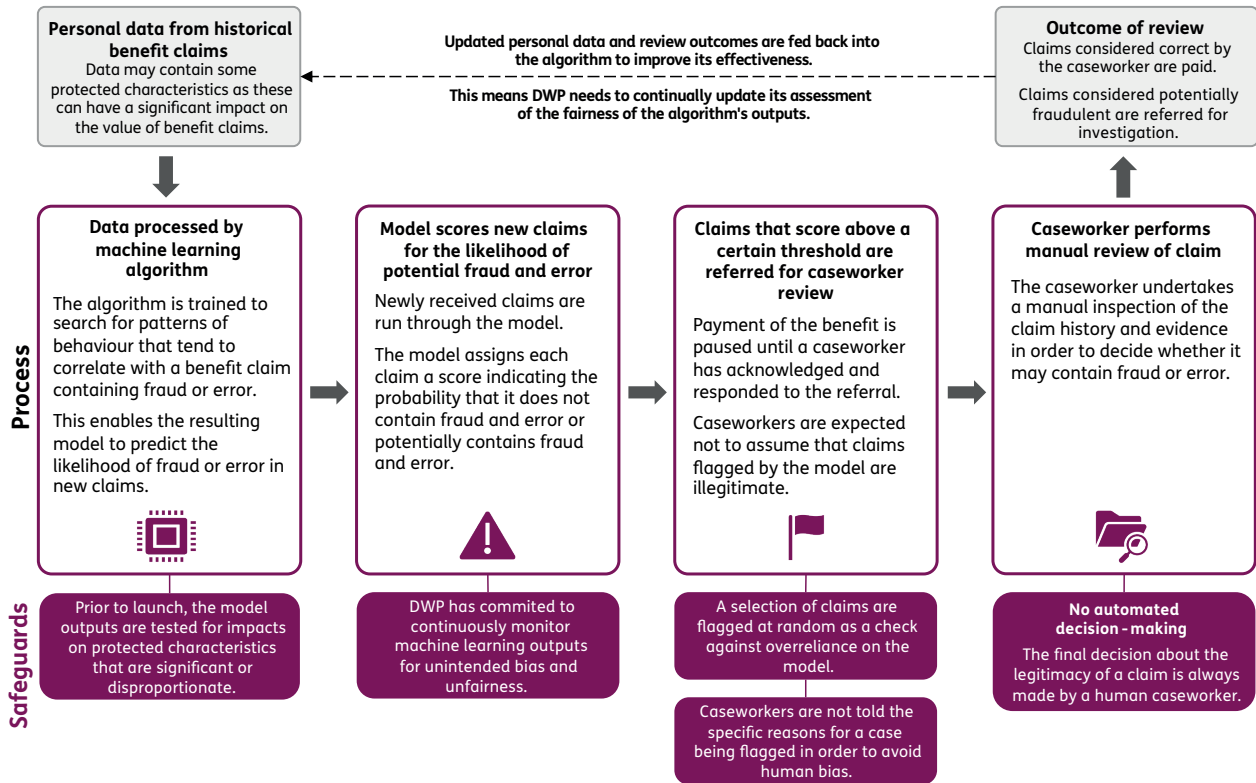 Personal data from historical
benefit claims
Data may contain some
protected characteristics as these
can have a significant impact on
the value of benefit claims.
Updated personal data and review outcomes are fed back into
the algorithm to improve its effectiveness.
This means DWP needs to continually update its assessment
of the fairness of the algorithm's outputs.
Outcome of review
Claims considered correct by
the caseworker are paid.
Claims considered potentially
fraudulent are referred for
investigation.
Process
Data processed by
machine learning
algorithm
The algorithm is trained to
search for patterns of
behaviour that tend to
correlate with a benefit claim
containing fraud or error.
This enables the resulting
model to predict the
likelihood of fraud or error in
new claims.
Model scores new claims
for the likelihood of
potential fraud and error
Newly received claims are
run through the model.
The model assigns each
claim a score indicating the
probability that it does not
contain fraud and error or
potentially contains fraud
and error.
Claims that score above a
certain threshold are
referred for caseworker
review
Payment of the benefit is
paused until a caseworker
has acknowledged and
responded to the referral.
Caseworkers are expected
not to assume that claims
flagged by the model are
illegitimate.
Caseworker performs
manual review of claim
The caseworker undertakes
a manual inspection of the
claim history and evidence
in order to decide whether it
may contain fraud or error.
Safeguards
Prior to launch, the model
outputs are tested for impacts
on protected characteristics
that are significant or
disproportionate.
DWP has commited to
continuously monitor
machine learning outputs
for unintended bias and
unfairness.
A selection of claims are
flagged at random as a check
against overreliance on the
model.
Caseworkers are not told the
specific reasons for a case
being flagged in order to avoid
human bias.
No automated
decision-making
The final decision about the
legitimacy of a claim is always
made by a human caseworker.